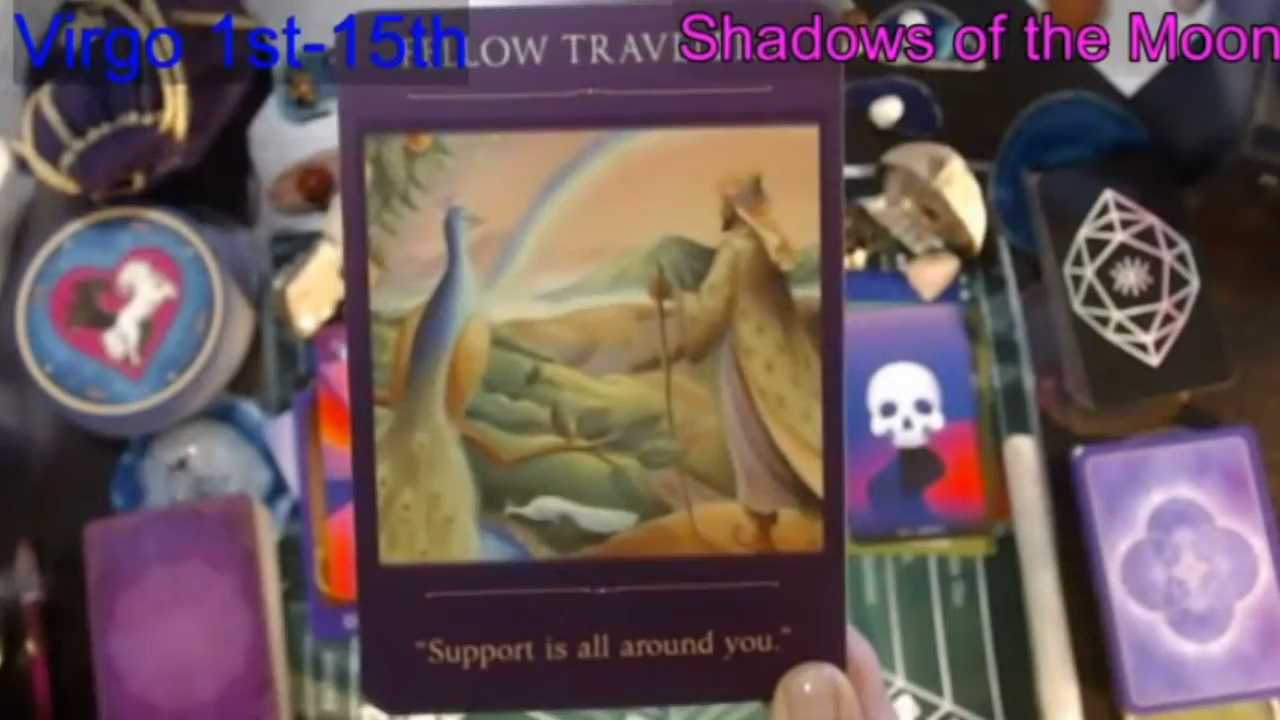 Virgo 1st-15th
Shadows of the Moon
"Support is all around you."